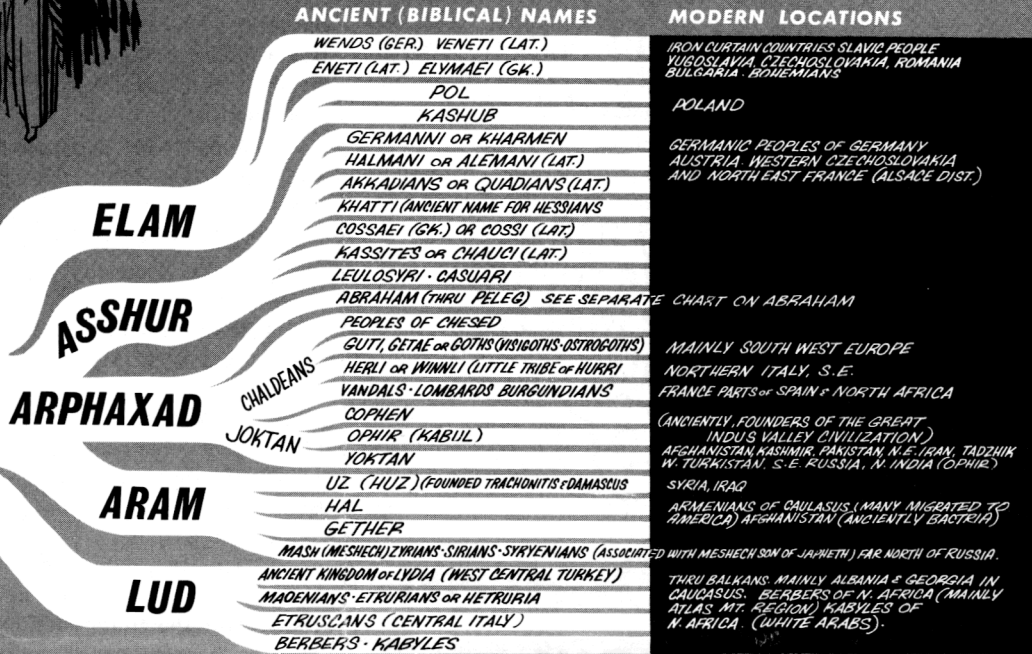 ANCIENT (BIBLICAL) NAMES
MODERN LOCATIONS
WENDS (GER.) VENETI (LAT.)
ENETI (LAT.) ELYMAEI (GK.)
IRON CURTAIN COUNTRIES SLAVIC PEOPLE
YUGOSLAVIA, CZECHOSLOVAKIA, ROMANIA
BULGARIA. BOHEMIANS
POL
KASHUB
POLAND
GERMANNI OR KHARMEN
HALMANI OR ALEMANI (LAT.)
AKKADIANS OR QUADIANS (LAT.)
GERMANIC PEOPLES OF GERMANY
AUSTRIA. WESTERN CZECHOSLOVAKIA
AND NORTH EAST FRANCE (ALSACE DIST.)
ELAM
KHATTI (ANCIENT NAME FOR HESSIANS
COSSAEI (GK.) OR COSSI (LAT.)
KASSITES OR CHAUCI (LAT.)
LEULOSYRI · CASUARI
ASSHUR
ABRAHAM (THRU PELEG) SEE SEPARATE CHART ON ABRAHAM
PEOPLES OF CHESED
GUTI, GETAE OR GOTHS (VISIGOTHS-OSTROGOTHS)
MAINLY SOUTH WEST EUROPE
CHALDEANS
HERLI OR WINNLI (LITTLE TRIBE OF HURRI
NORTHERN ITALY, S.E.
VANDALS · LOMBARDS BURGUNDIANS
FRANCE PARTS OF SPAIN & NORTH AFRICA
ARPHAXAD
JOKTAN
COPHEN
OPHIR (KABUL)
YOKTAN
(ANCIENTLY, FOUNDERS OF THE GREAT
INDUS VALLEY CIVILIZATION)
AFGHANISTAN, KASHMIR, PAKISTAN, N.E. IRAN, TADZHIK
W. TURKISTAN. S.E. RUSSIA, N. INDIA (OPHIR)
UZ (HUZ) (FOUNDED TRACHONITIS & DAMASCUS
SYRIA, IRAQ
ARAM
HAL
GETHER
ARMENIANS OF CAULASUS, (MANY MIGRATED TO
AMERICA) AFGHANISTAN (ANCIENTLY BACTRIA)
MASH (MESHECH) ZYRIANS · SIRIANS · SYRYENIANS (ASSOCIATED WITH MESHECH SON OF JAPHETH) FAR NORTH OF RUSSIA.
LUD
ANCIENT KINGDOM OF LYDIA (WEST CENTRAL TURKEY)
MAOENIANS · ETRURIANS OR HETRURIA
ETRUSCANS (CENTRAL ITALY)
BERBERS · KABYLES
THRU BALKANS. MAINLY ALBANIA & GEORGIA IN
CAUCASUS. BERBERS OF N. AFRICA (MAINLY
ATLAS MT. REGION) KABYLES OF
N. AFRICA. (WHITE ARABS).